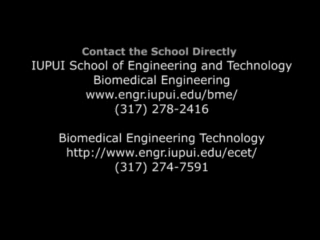 Contact the School Directly
IUPUI School of Engineering and Technology
Biomedical Engineering
www.engr.iupui.edu/bme/
(317) 278-2416
Biomedical Engineering Technology
http://www.engr.iupui.edu/ecet/
(317) 274-7591